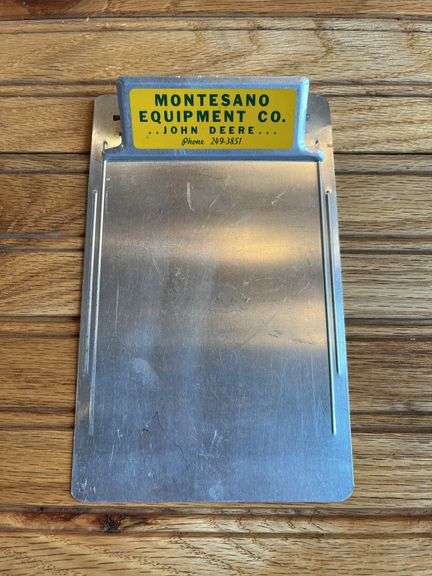 MONTESANO
EQUIPMENT CO.
..JOHN DEERE...
Phone 249-3851